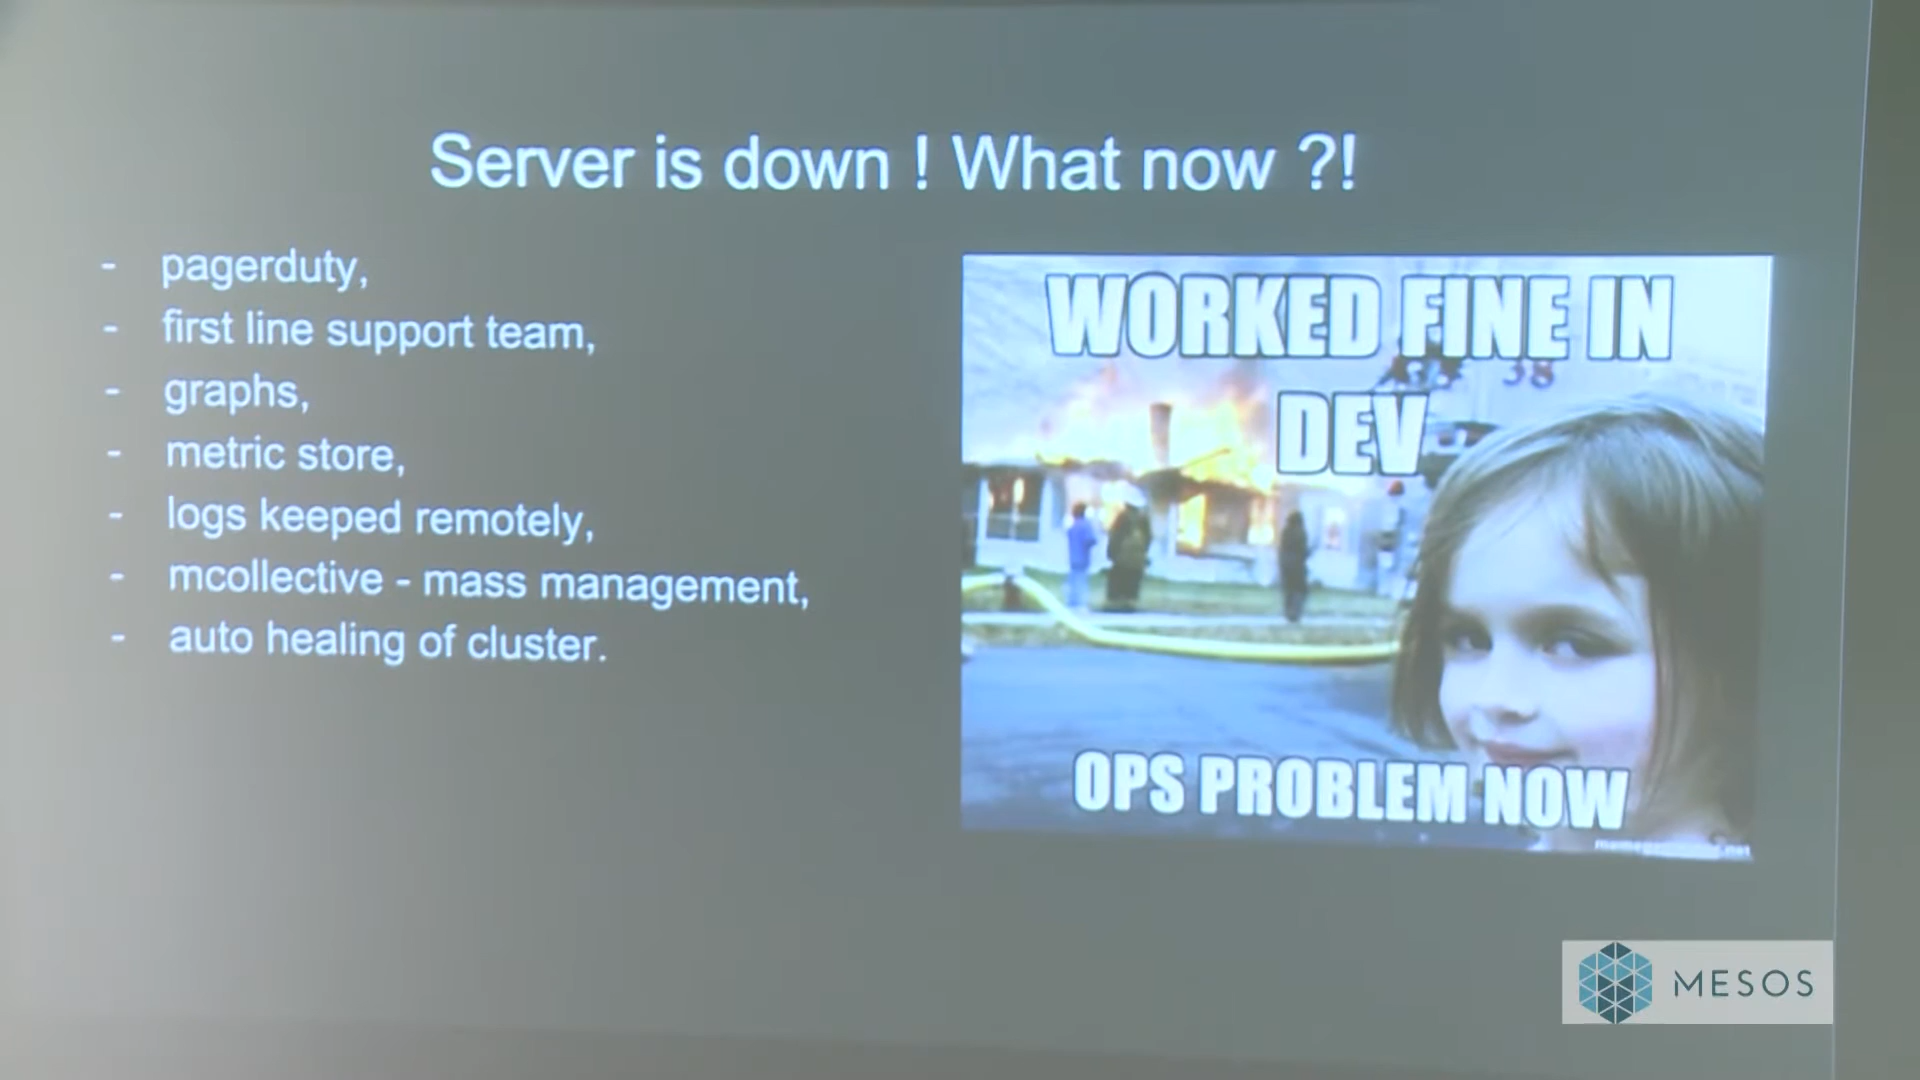 Server is down ! What now ?!
- pagerduty,
- first line support team,
- graphs,
- metric store,
- logs keeped remotely,
- mcollective - mass management,
- auto healing of cluster.
WORKED FINE IN
DEV
38
OPS PROBLEM NOW
MESOS